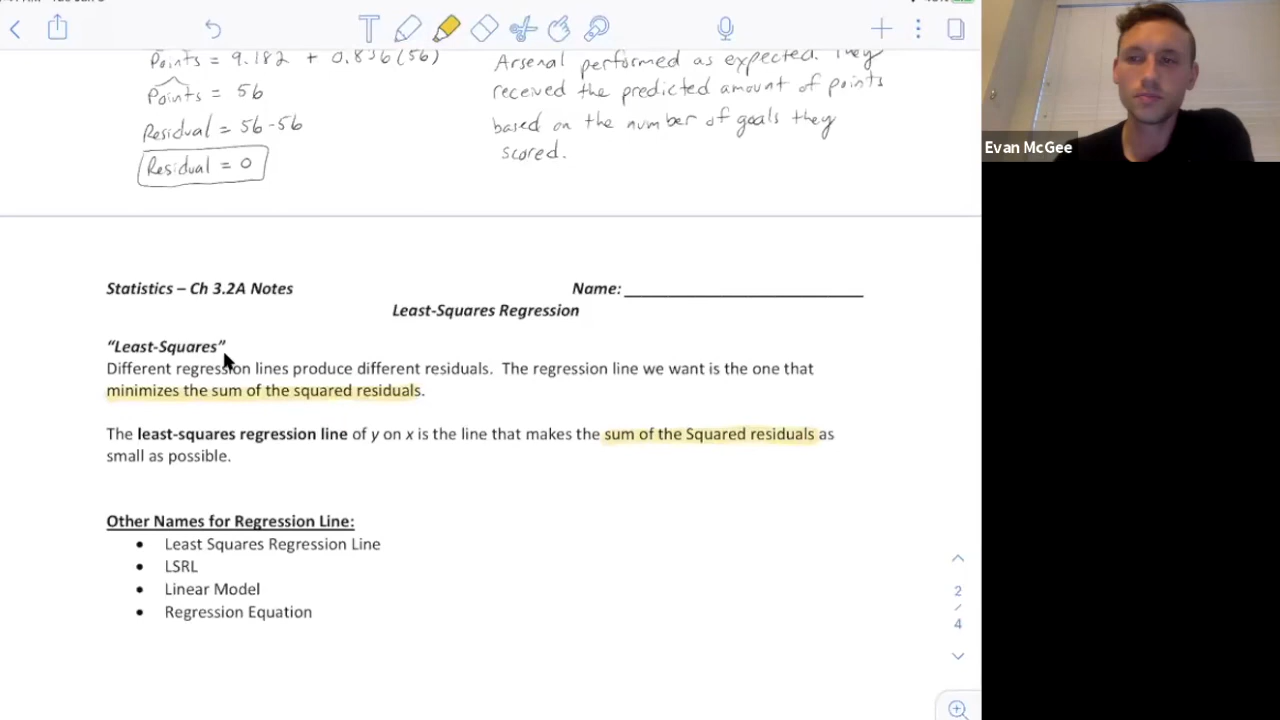 Points = 9.182 + 0.836(56)
Points = 56
Residual = 56-56
Residual = 0
Arsenal performed as expected. They
received the predicted amount of points
based on the number of goals they
scored.
Evan McGee
Statistics – Ch 3.2A Notes Name:
Least-Squares Regression
“Least-Squares”
Different regression lines produce different residuals. The regression line we want is the one that
minimizes the sum of the squared residuals.
The least-squares regression line of y on x is the line that makes the sum of the Squared residuals as
small as possible.
Other Names for Regression Line:
• Least Squares Regression Line
• LSRL
• Linear Model
• Regression Equation
2
/
4